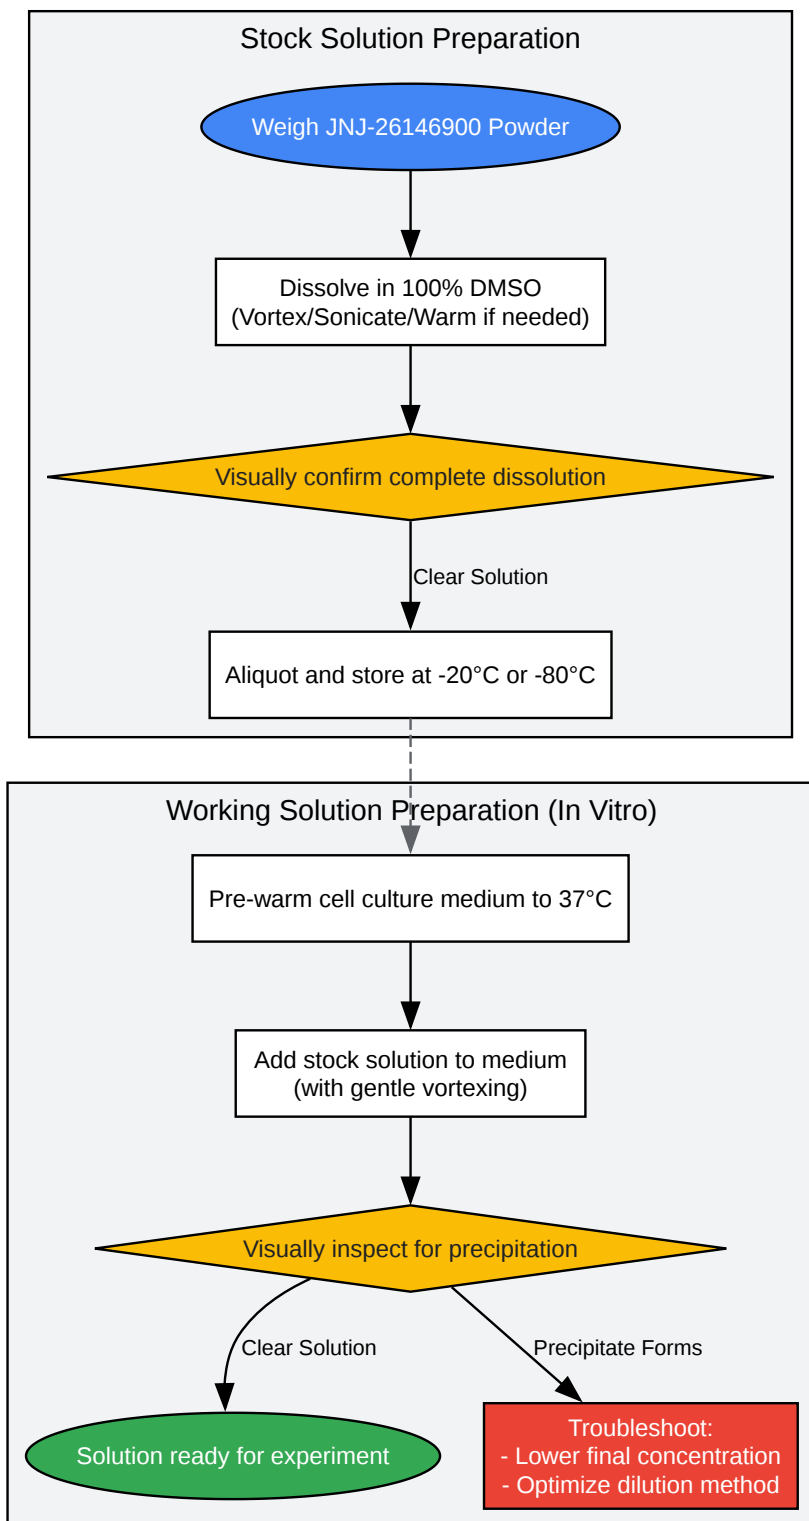 Stock Solution Preparation
Weigh JNJ-26146900 Powder
Dissolve in 100% DMSO
(Vortex/Sonicate/Warm if needed)
Visually confirm complete dissolution
Clear Solution
Aliquot and store at -20°C or -80°C
Working Solution Preparation (In Vitro)
Pre-warm cell culture medium to 37°C
Add stock solution to medium
(with gentle vortexing)
Visually inspect for precipitation
Clear Solution
Precipitate Forms
Solution ready for experiment
Troubleshoot:
- Lower final concentration
- Optimize dilution method